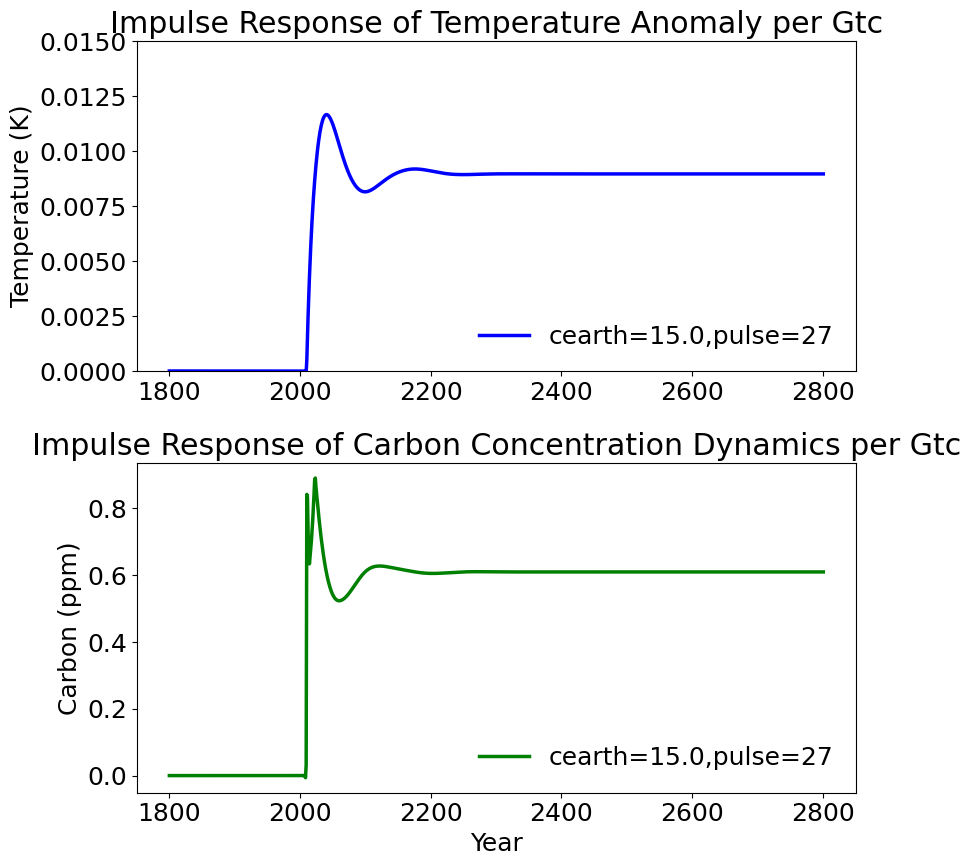 Impulse Response of Temperature Anomaly per Gtc
0.0150
0.0125
0.0100
0.0075
0.0050
0.0025
0.0000
Temperature (K)
cearth=15.0,pulse=27
1800 2000 2200 2400 2600 2800
Impulse Response of Carbon Concentration Dynamics per Gtc
0.8
0.6
0.4
0.2
0.0
Carbon (ppm)
cearth=15.0,pulse=27
1800 2000 2200 2400 2600 2800
Year